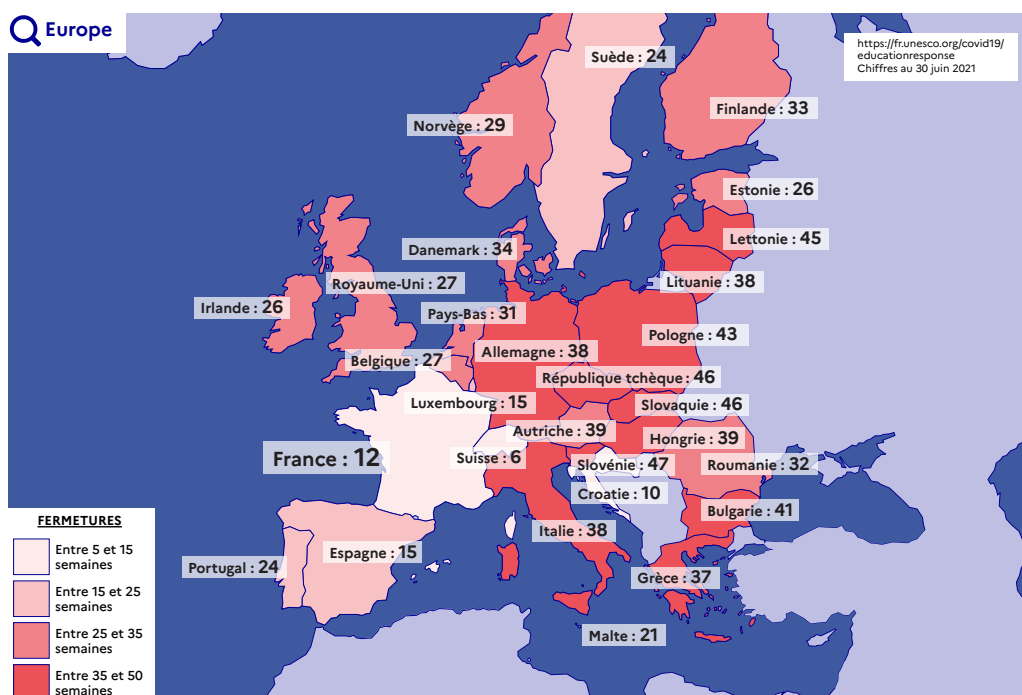 Europe
https://fr.unesco.org/covid19/
educationresponse
Chiffres au 30 juin 2021
Suède : 24
Finlande : 33
Norvège : 29
Estonie : 26
Lettonie : 45
Danemark : 34
Lituanie : 38
Royaume-Uni : 27
Irlande : 26
Pays-Bas : 31
Pologne : 43
Allemagne : 38
Belgique : 27
République tchèque : 46
Luxembourg : 15
Slovaquie : 46
Autriche : 39
Hongrie : 39
France : 12
Suisse : 6
Slovénie : 47
Roumanie : 32
Croatie : 10
Bulgarie : 41
Italie : 38
Espagne : 15
Portugal : 24
Grèce : 37
Malte : 21
FERMETURES
Entre 5 et 15
semaines
Entre 15 et 25
semaines
Entre 25 et 35
semaines
Entre 35 et 50
semaines